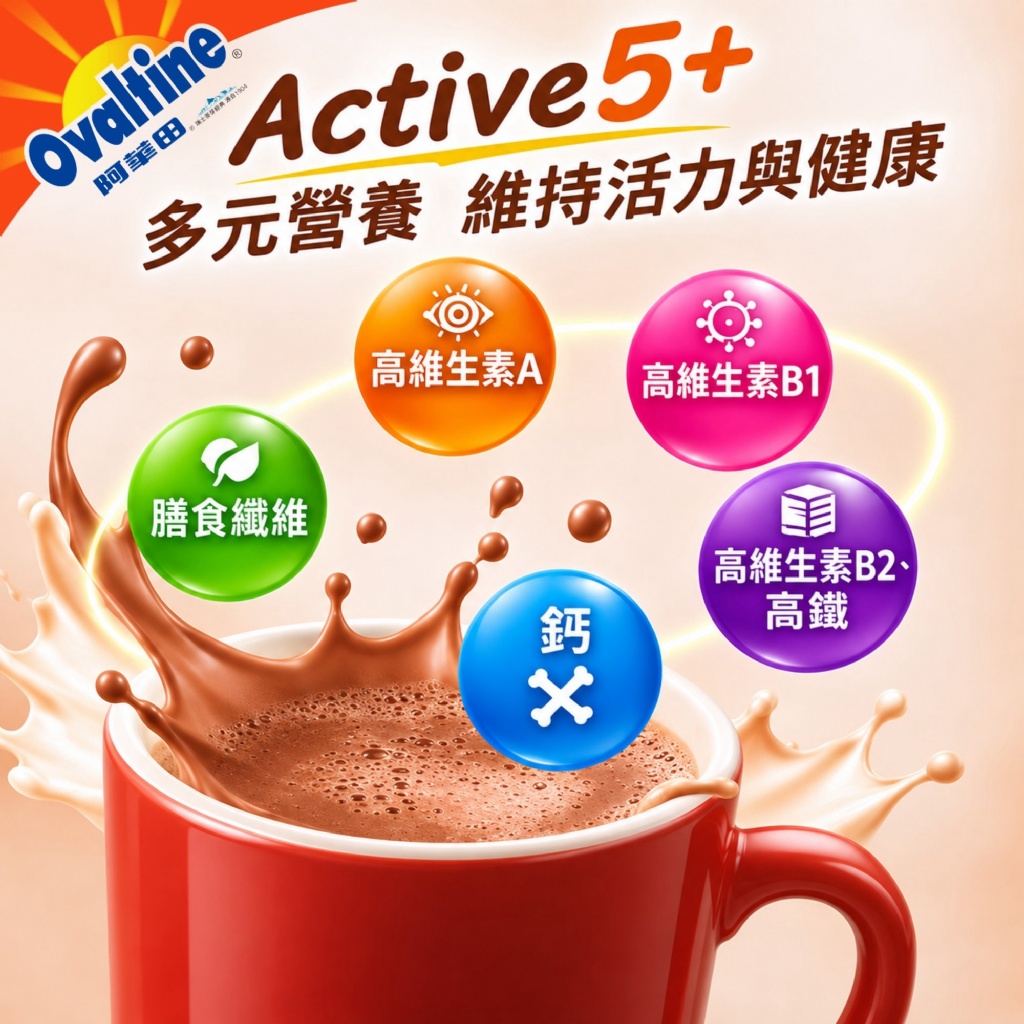 Ovaltine®
阿華田
Active5+
多元營養 維持活力與健康
高維生素A
高維生素B1
膳食纖維
高維生素B2、
高鐵
鈣